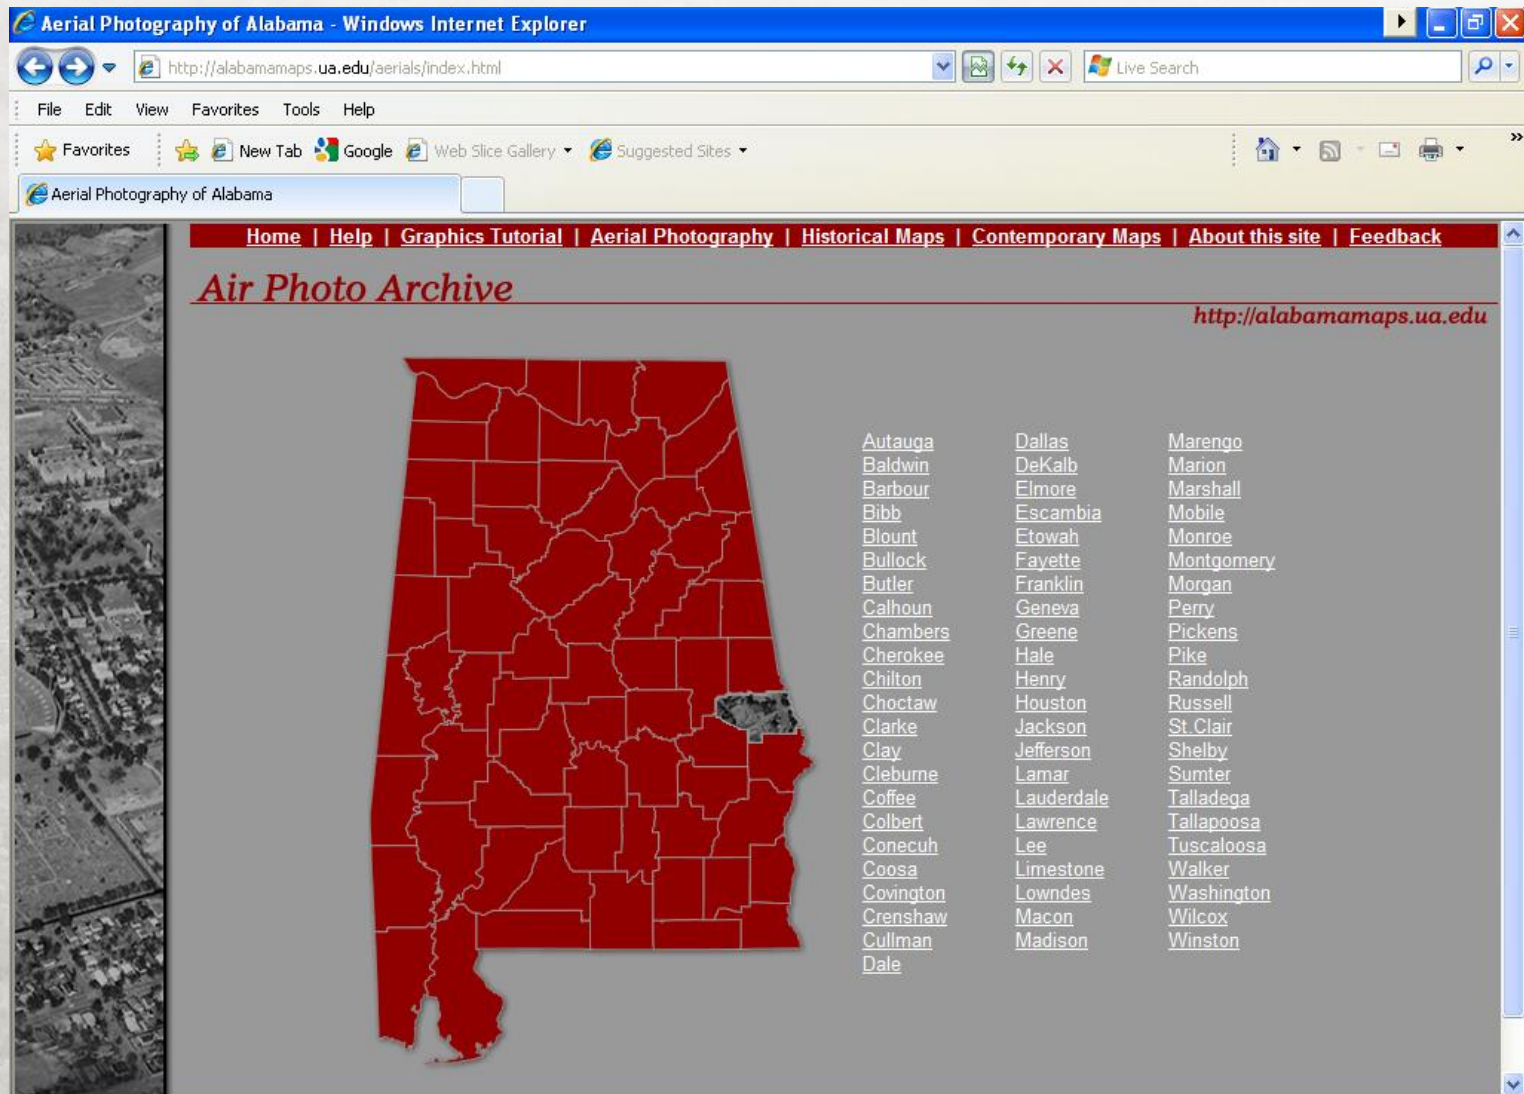 Aerial Photography of Alabama - Windows Internet Explorer
http://alabamamaps.ua.edu/aerials/index.html
Live Search
File Edit View Favorites Tools Help
Favorites New Tab Google Web Slice Gallery Suggested Sites
Aerial Photography of Alabama
Home | Help | Graphics Tutorial | Aerial Photography | Historical Maps | Contemporary Maps | About this site | Feedback
Air Photo Archive
http://alabamamaps.ua.edu
Autauga Dallas Marengo
Baldwin DeKalb Marion
Barbour Elmore Marshall
Bibb Escambia Mobile
Blount Etowah Monroe
Bullock Fayette Montgomery
Butler Franklin Morgan
Calhoun Geneva Perry
Chambers Greene Pickens
Cherokee Hale Pike
Chilton Henry Randolph
Choctaw Houston Russell
Clarke Jackson St.Clair
Clay Jefferson Shelby
Cleburne Lamar Sumter
Coffee Lauderdale Talladega
Colbert Lawrence Tallapoosa
Conecuh Lee Tuscaloosa
Coosa Limestone Walker
Covington Lowndes Washington
Crenshaw Macon Wilcox
Cullman Madison Winston
Dale